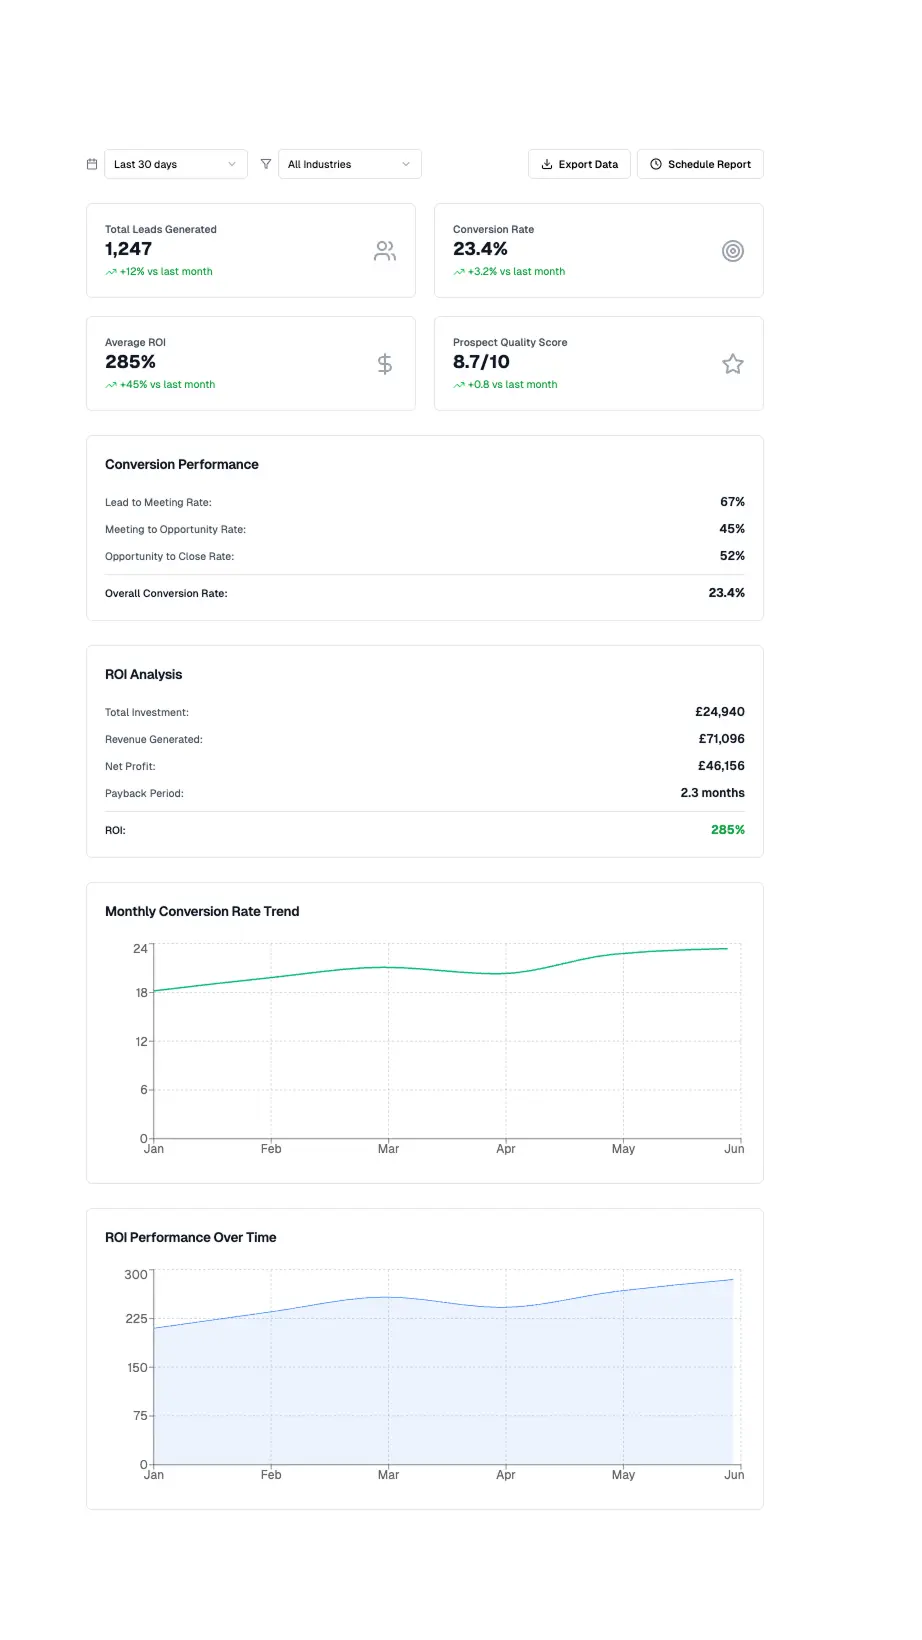 Last 30 days
All Industries
Export Data
Schedule Report
Total Leads Generated
1,247
+12% vs last month
Conversion Rate
23.4%
+3.2% vs last month
Average ROI
285%
+45% vs last month
Prospect Quality Score
8.7/10
+0.8 vs last month
Conversion Performance
Lead to Meeting Rate: 67%
Meeting to Opportunity Rate: 45%
Opportunity to Close Rate: 52%
Overall Conversion Rate: 23.4%
ROI Analysis
Total Investment: £24,940
Revenue Generated: £71,096
Net Profit: £46,156
Payback Period: 2.3 months
ROI: 285%
Monthly Conversion Rate Trend
24
18
12
6
0
Jan Feb Mar Apr May Jun
ROI Performance Over Time
300
225
150
75
0
Jan Feb Mar Apr May Jun